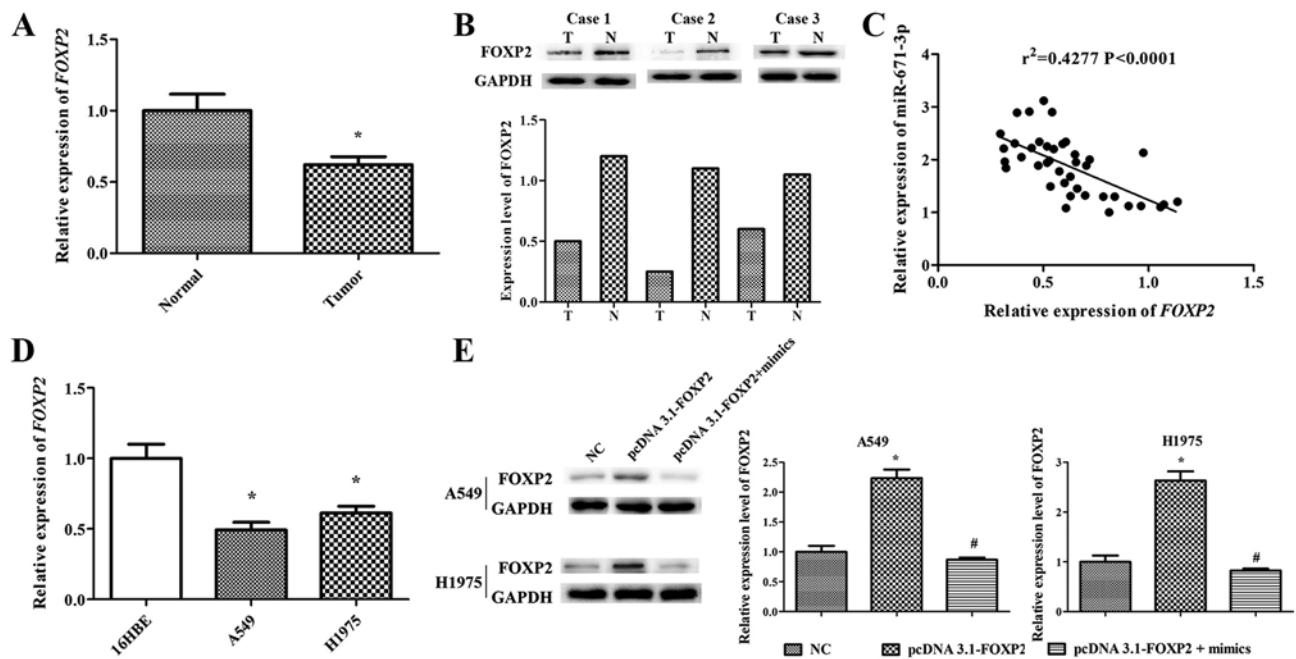 A
Relative expression of FOXP2
1.5
1.0
0.5
0.0
Normal
Tumor
*
B
Case 1
Case 2
Case 3
T N T N T N
FOXP2
GAPDH
Expression level of FOXP2
1.5
1.0
0.5
0.0
T N T N T N
C
r²=0.4277 P<0.0001
Relative expression of miR-671-3p
4
3
2
1
0
0.0 0.5 1.0 1.5
Relative expression of FOXP2
D
Relative expression of FOXP2
1.5
1.0
0.5
0.0
*
*
16HBE
A549
H1975
E
NC
pcDNA 3.1-FOXP2
pcDNA 3.1-FOXP2+mimics
A549
FOXP2
GAPDH
H1975
FOXP2
GAPDH
A549
Relative expression level of FOXP2
2.5
2.0
1.5
1.0
0.5
0.0
*
#
H1975
Relative expression level of FOXP2
3
2
1
0
*
#
NC
pcDNA 3.1-FOXP2
pcDNA 3.1-FOXP2 + mimics